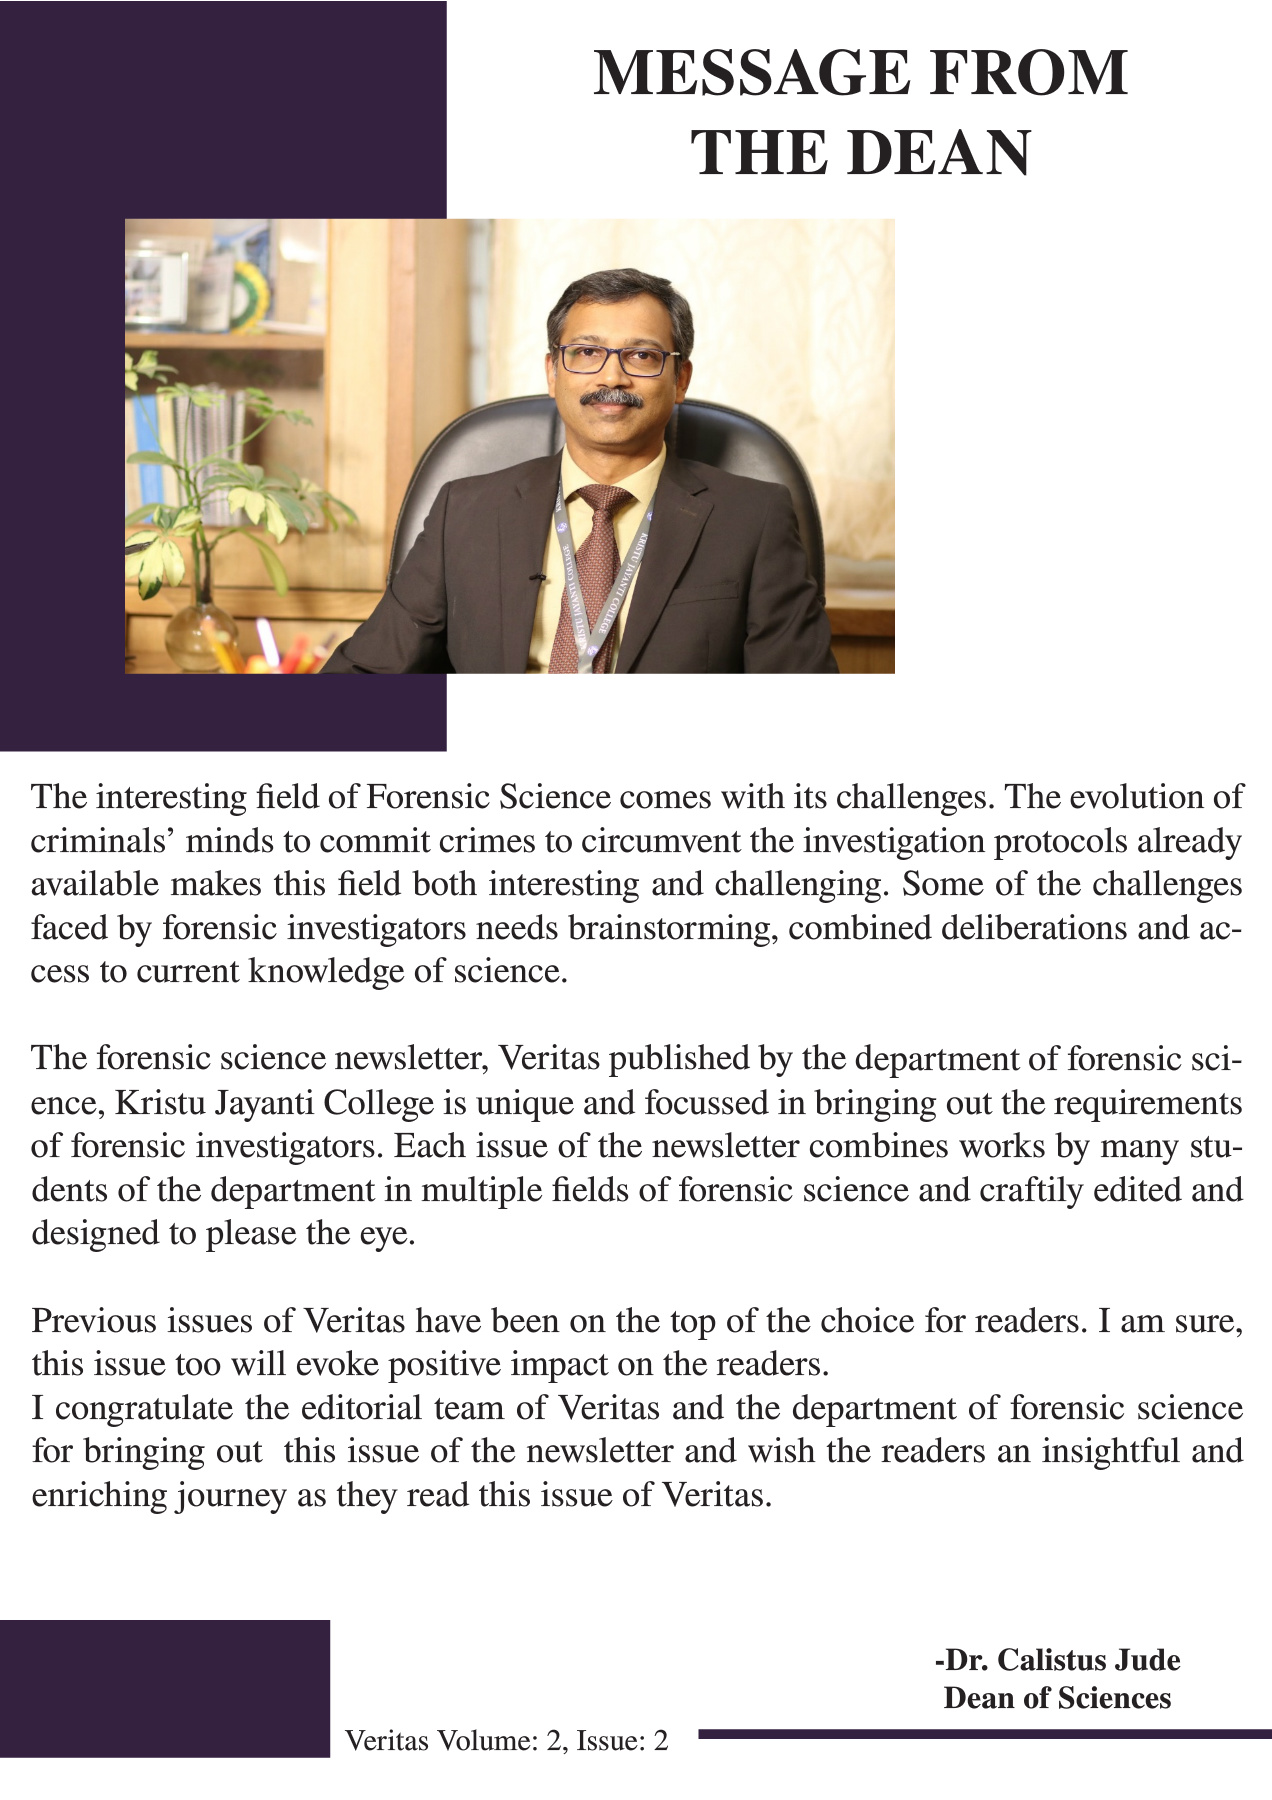 MESSAGE FROM
THE DEAN
KRISTU JAYANTI COLLEGE
KRISTU JAYANTI COLLEGE
The interesting field of Forensic Science comes with its challenges. The evolution of
criminals’ minds to commit crimes to circumvent the investigation protocols already
available makes this field both interesting and challenging. Some of the challenges
faced by forensic investigators needs brainstorming, combined deliberations and ac-
cess to current knowledge of science.
The forensic science newsletter, Veritas published by the department of forensic sci-
ence, Kristu Jayanti College is unique and focussed in bringing out the requirements
of forensic investigators. Each issue of the newsletter combines works by many stu-
dents of the department in multiple fields of forensic science and craftily edited and
designed to please the eye.
Previous issues of Veritas have been on the top of the choice for readers. I am sure,
this issue too will evoke positive impact on the readers.
I congratulate the editorial team of Veritas and the department of forensic science
for bringing out  this issue of the newsletter and wish the readers an insightful and
enriching journey as they read this issue of Veritas.
-Dr. Calistus Jude
Dean of Sciences
Veritas Volume: 2, Issue: 2